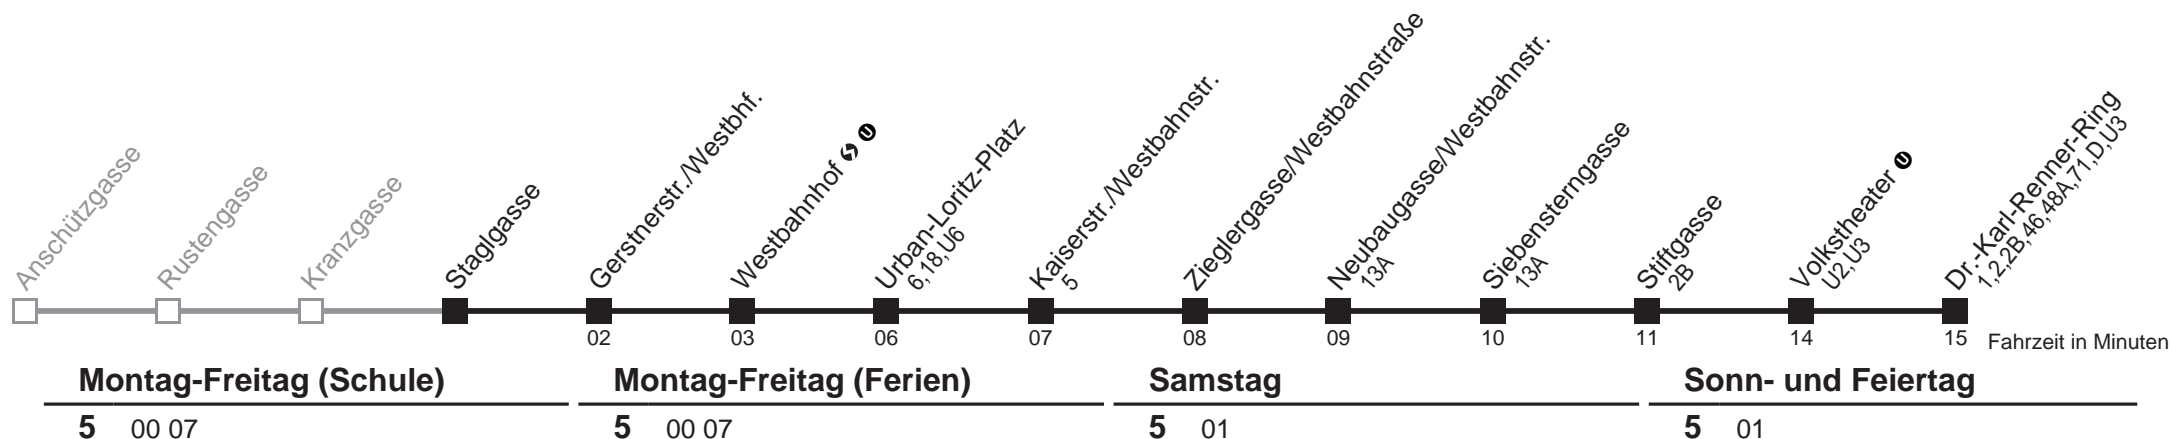 Anschützgasse
Rustengasse
Kranzgasse
Staglgasse
Gerstnerstr./Westbhf.
Westbahnhof U
Urban-Loritz-Platz
6,18,U6
Kaiserstr./Westbahnstr.
5
Zieglergasse/Westbahnstraße
Neubaugasse/Westbahnstr.
13A
Siebensterngasse
13A
Stiftgasse
2B
Volkstheater U
U2,U3
Dr.-Karl-Renner-Ring
1,2,2B,46,48A,71,D,U3
02 03 06 07 08 09 10 11 14 15 Fahrzeit in Minuten
Montag-Freitag (Schule) Montag-Freitag (Ferien) Samstag Sonn- und Feiertag
5 00 07 5 00 07 5 01 5 01